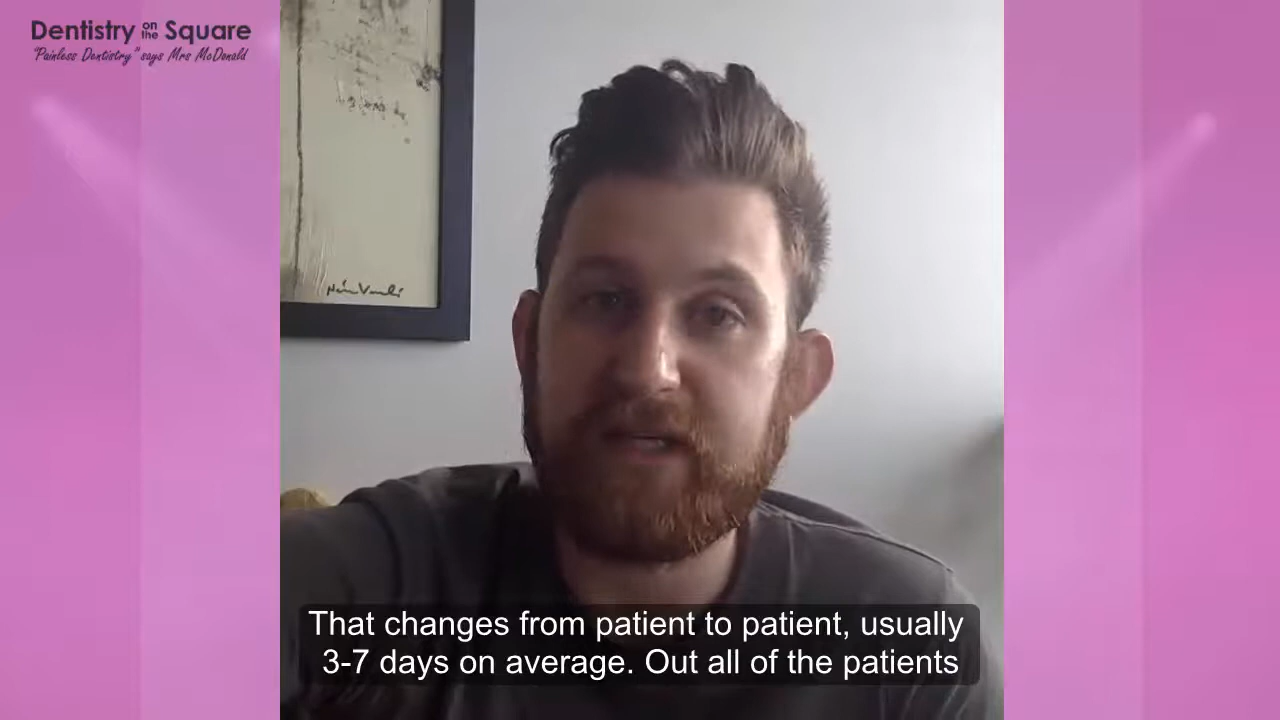 Dentistry on the Square
"Painless Dentistry" says Mrs McDonald
That changes from patient to patient, usually
3-7 days on average. Out all of the patients